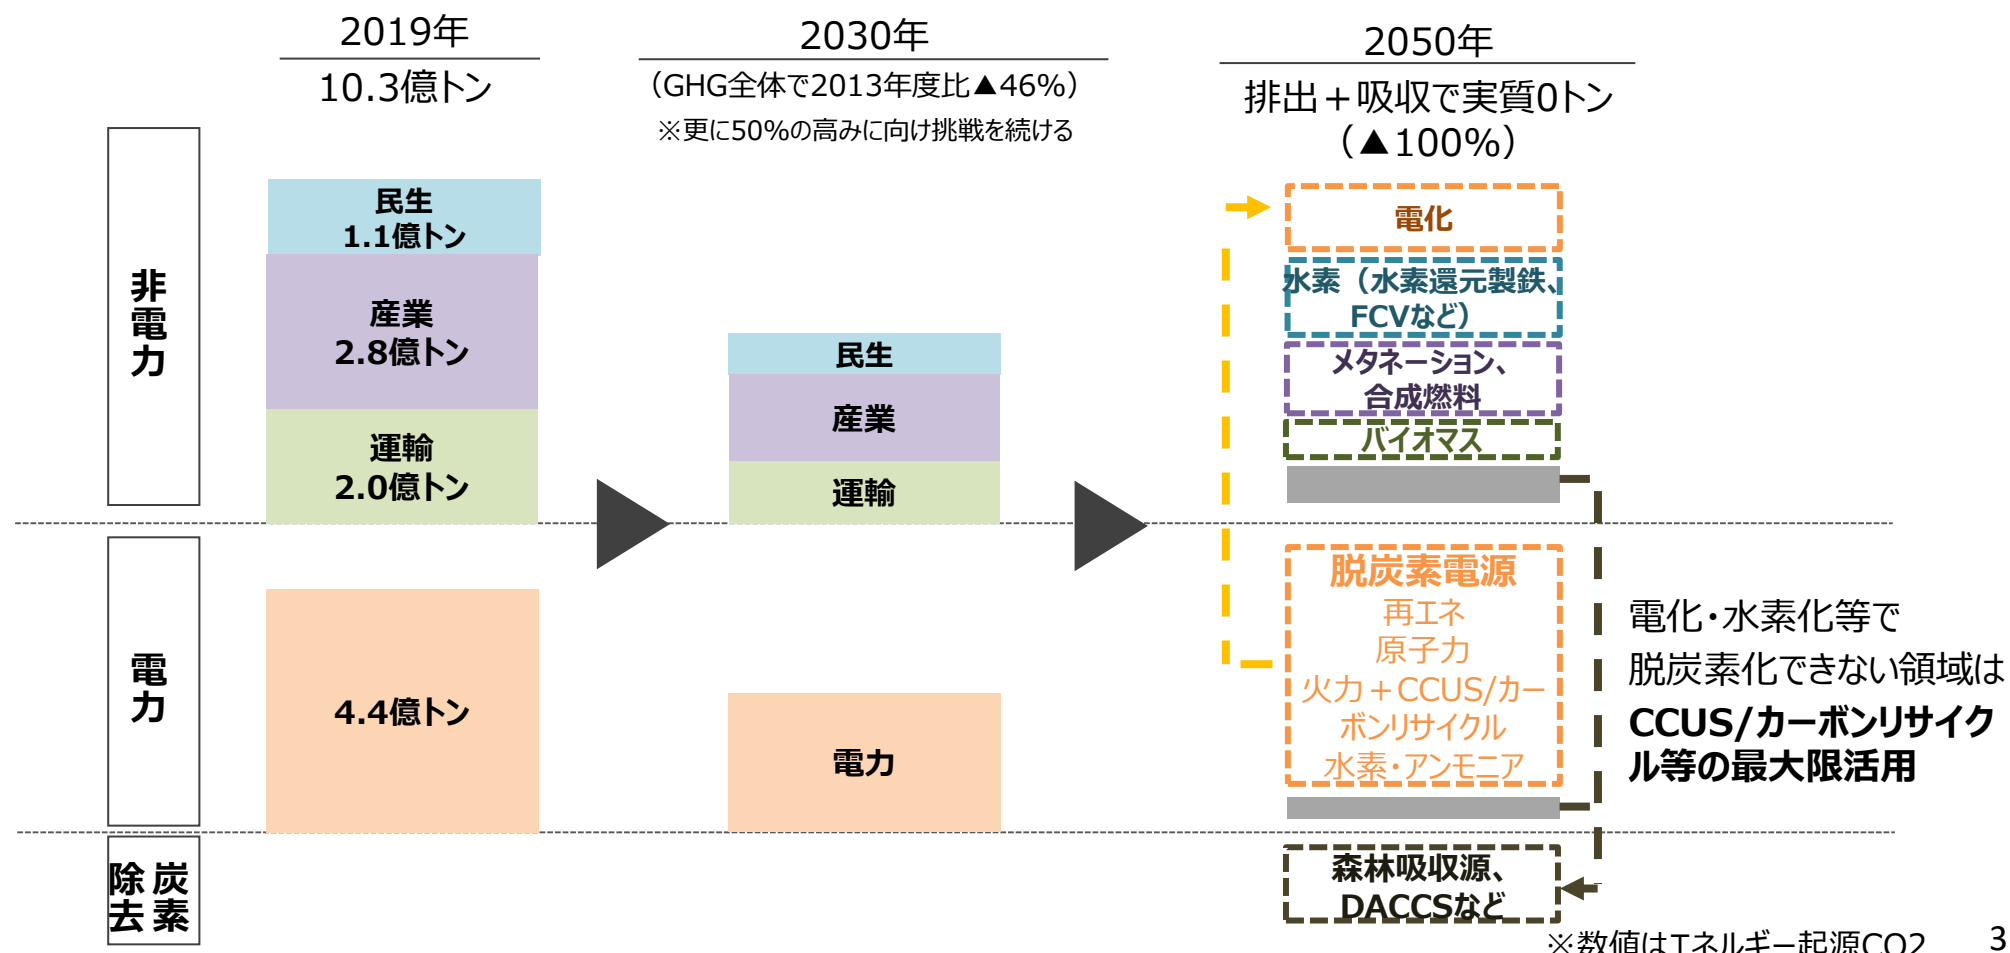 2019年
10.3億トン
2030年
（GHG全体で2013年度比▲46%）
※更に50%の高みに向け挑戦を続ける
2050年
排出＋吸収で実質0トン
（▲100%）
非電力
民生
1.1億トン
産業
2.8億トン
運輸
2.0億トン
民生
産業
運輸
電化
水素（水素還元製鉄、
FCVなど）
メタネーション、
合成燃料
バイオマス
電力
4.4億トン
電力
脱炭素電源
再エネ
原子力
火力＋CCUS/カー
ボンリサイクル
水素・アンモニア
電化・水素化等で
脱炭素化できない領域は
CCUS/カーボンリサイク
ル等の最大限活用
炭素
除去
森林吸収源、
DACCSなど
※数値はエネルギー起源CO2
3